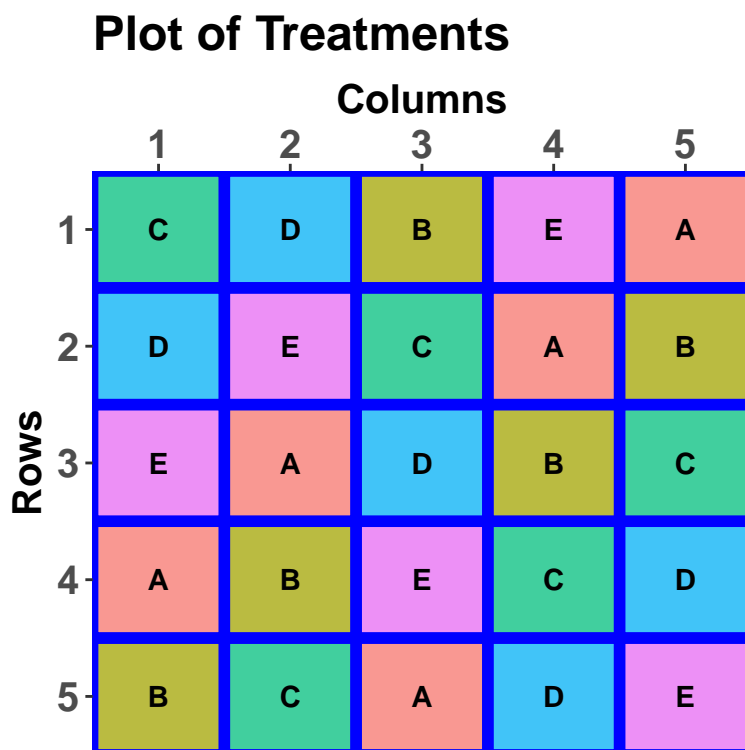 Plot of Treatments
Columns
1 2 3 4 5
Rows
1 C D B E A
2 D E C A B
3 E A D B C
4 A B E C D
5 B C A D E